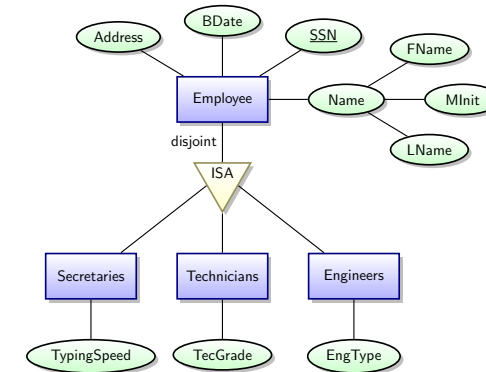 BDate
Address
SSN
FName
Employee
Name
MInit
disjoint
LName
ISA
Secretaries
Technicians
Engineers
TypingSpeed
TecGrade
EngType